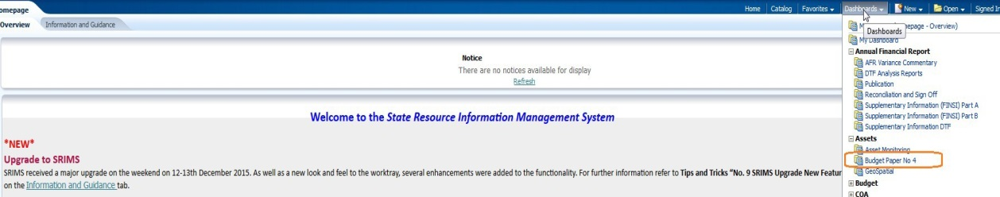 omepage
Home Catalog Favorites Dashboards New Open Signed In
Overview Information and Guidance
Dashboards
epage - Overview)
My Dashboard
Notice
There are no notices available for display
Refresh
Annual Financial Report
AFR Variance Commentary
DTF Analysis Reports
Publication
Reconciliation and Sign Off
Supplementary Information (FINSI) Part A
Supplementary Information (FINSI) Part B
Supplementary Information DTF
Assets
Asset Monitoring
Budget Paper No 4
GeoSpatial
Budget
COA
Welcome to the State Resource Information Management System
*NEW*
Upgrade to SRIMS
SRIMS received a major upgrade on the weekend on 12-13th December 2015. As well as a new look and feel to the worktray, several enhancements were added to the functionality. For further information refer to Tips and Tricks “No. 9 SRIMS Upgrade New Featur
on the Information and Guidance tab.